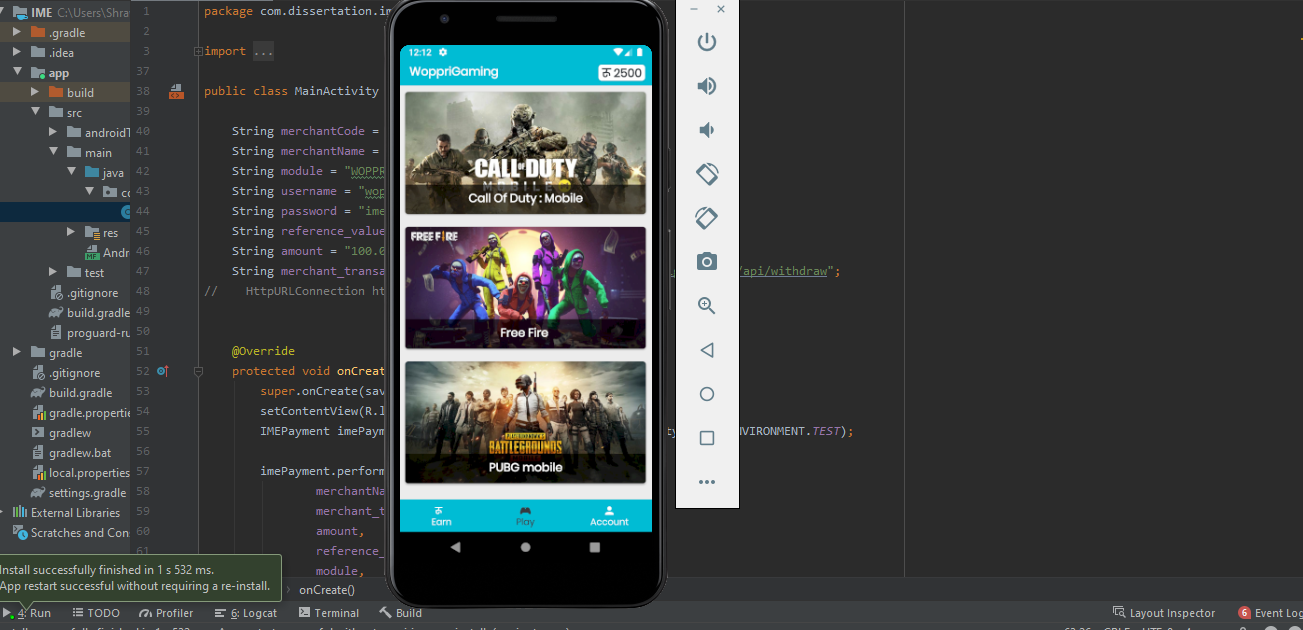 IME C:\Users\Shra
.gradle
.idea
app
build
src
androidT
main
java
res
Andr
test
.gitignore
build.gradle
proguard-ru
gradle
.gitignore
build.gradle
gradle.propertie
gradlew
gradlew.bat
local.properties
settings.gradle
External Libraries
Scratches and Con
1
2
3
37
38
39
40
41
42
43
44
45
46
47
48
49
50
51
52
53
54
55
56
57
58
59
60
61
package com.dissertation.im
import ...
public class MainActivity
String merchantCode =
String merchantName =
String module = "WOPPR
String username = "wop
String password = "ime
String reference_value
String amount = "100.0
String merchant_transa
/api/withdraw";
// HttpURLConnection ht
@Override
protected void onCreat
super.onCreate(sav
setContentView(R.l
IMEPayment imePaym
VIRONMENT.TEST);
imePayment.perform
merchantNa
merchant_t
amount,
reference_
module,
12:12
WoppriGaming
रू 2500
CALL OF DUTY
MOBILE
Call Of Duty : Mobile
FREE FIRE
Free Fire
BATTLEGROUNDS
PUBG mobile
Earn
Play
Account
Install successfully finished in 1 s 532 ms.
App restart successful without requiring a re-install.
onCreate()
4: Run
TODO
Profiler
6: Logcat
Terminal
Build
Layout Inspector
6 Event Log